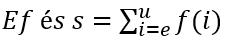 Ef és s = ∑_{i=e}^{u} f(i)